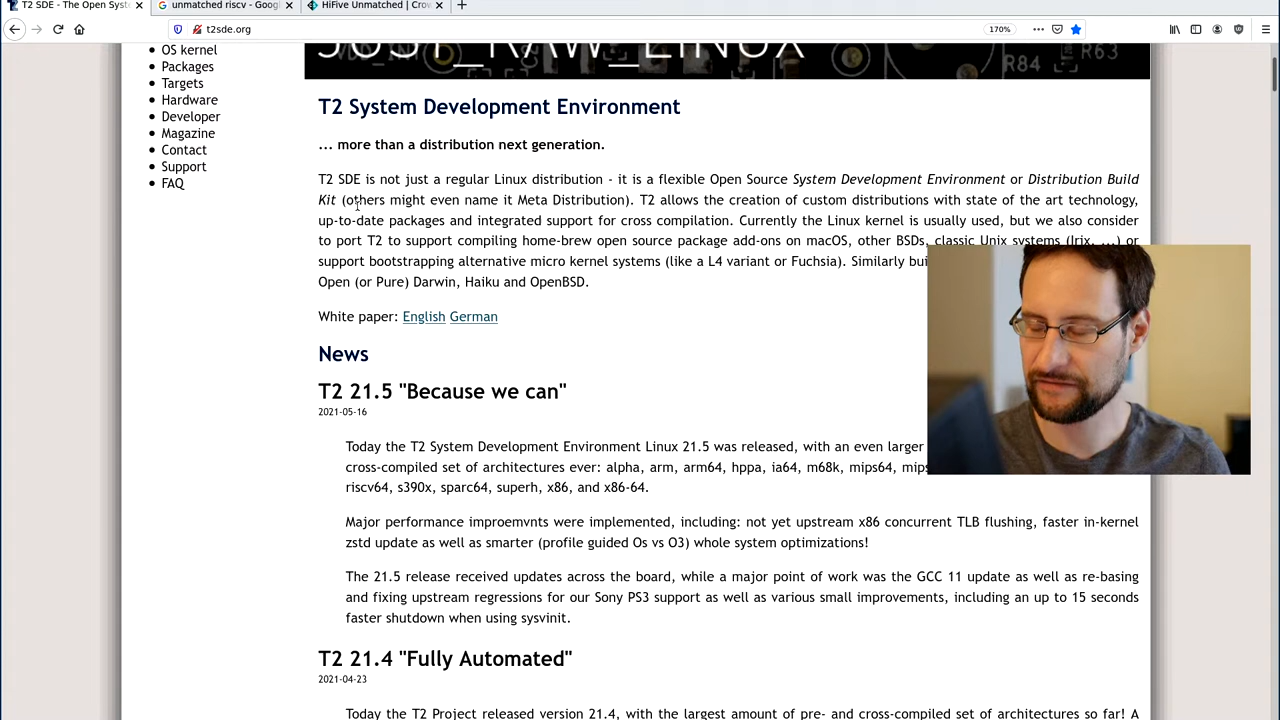 T2 SDE - The Open Syst
unmatched riscv - Googl
HiFive Unmatched | Crow
t2sde.org
170%
JUST_RAW_LINUX
R84
R63
OS kernel
Packages
Targets
Hardware
Developer
Magazine
Contact
Support
FAQ
T2 System Development Environment
... more than a distribution next generation.
T2 SDE is not just a regular Linux distribution - it is a flexible Open Source System Development Environment or Distribution Build
Kit (others might even name it Meta Distribution). T2 allows the creation of custom distributions with state of the art technology,
up-to-date packages and integrated support for cross compilation. Currently the Linux kernel is usually used, but we also consider
to port T2 to support compiling home-brew open source package add-ons on macOS, other BSDs, classic Unix systems (Irix, ...) or
support bootstrapping alternative micro kernel systems (like a L4 variant or Fuchsia). Similarly bui
Open (or Pure) Darwin, Haiku and OpenBSD.
White paper: English German
News
T2 21.5 "Because we can"
2021-05-16
Today the T2 System Development Environment Linux 21.5 was released, with an even larger
cross-compiled set of architectures ever: alpha, arm, arm64, hppa, ia64, m68k, mips64, mips
riscv64, s390x, sparc64, superh, x86, and x86-64.
Major performance improemvnts were implemented, including: not yet upstream x86 concurrent TLB flushing, faster in-kernel
zstd update as well as smarter (profile guided Os vs O3) whole system optimizations!
The 21.5 release received updates across the board, while a major point of work was the GCC 11 update as well as re-basing
and fixing upstream regressions for our Sony PS3 support as well as various small improvements, including an up to 15 seconds
faster shutdown when using sysvinit.
T2 21.4 "Fully Automated"
2021-04-23
Today the T2 Project released version 21.4, with the largest amount of pre- and cross-compiled set of architectures so far! A